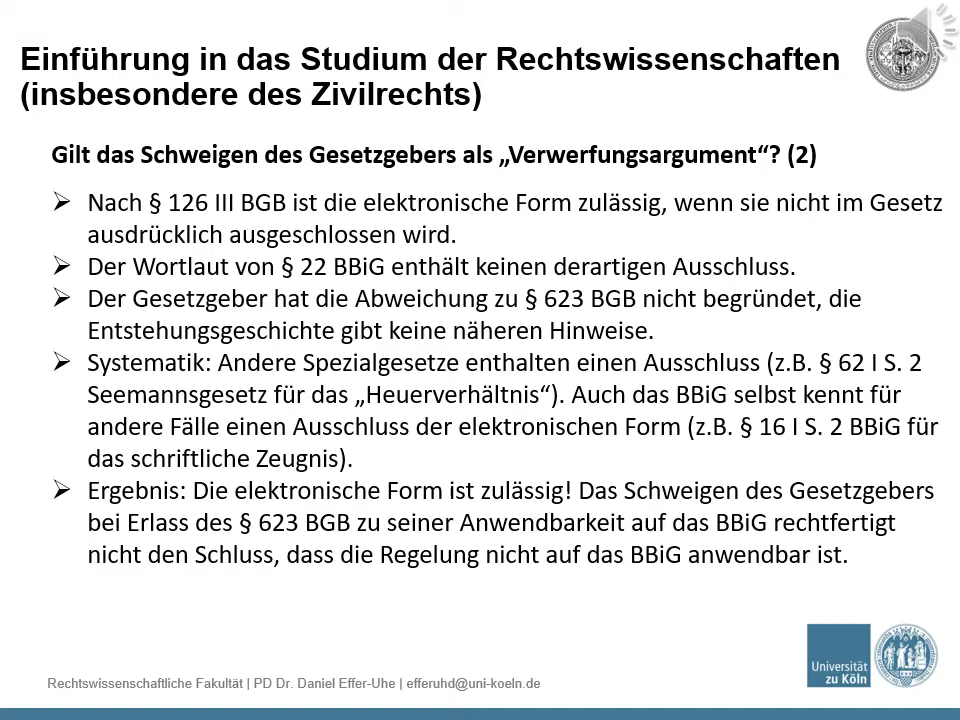 Einführung in das Studium der Rechtswissenschaften
(insbesondere des Zivilrechts)
Gilt das Schweigen des Gesetzgebers als „Verwerfungsargument“? (2)
➢ Nach § 126 III BGB ist die elektronische Form zulässig, wenn sie nicht im Gesetz
ausdrücklich ausgeschlossen wird.
➢ Der Wortlaut von § 22 BBiG enthält keinen derartigen Ausschluss.
➢ Der Gesetzgeber hat die Abweichung zu § 623 BGB nicht begründet, die
Entstehungsgeschichte gibt keine näheren Hinweise.
➢ Systematik: Andere Spezialgesetze enthalten einen Ausschluss (z.B. § 62 I S. 2
Seemannsgesetz für das „Heuerverhältnis“). Auch das BBiG selbst kennt für
andere Fälle einen Ausschluss der elektronischen Form (z.B. § 16 I S. 2 BBiG für
das schriftliche Zeugnis).
➢ Ergebnis: Die elektronische Form ist zulässig! Das Schweigen des Gesetzgebers
bei Erlass des § 623 BGB zu seiner Anwendbarkeit auf das BBiG rechtfertigt
nicht den Schluss, dass die Regelung nicht auf das BBiG anwendbar ist.
Universität
zu Köln
Rechtswissenschaftliche Fakultät | PD Dr. Daniel Effer-Uhe | efferuhd@uni-koeln.de